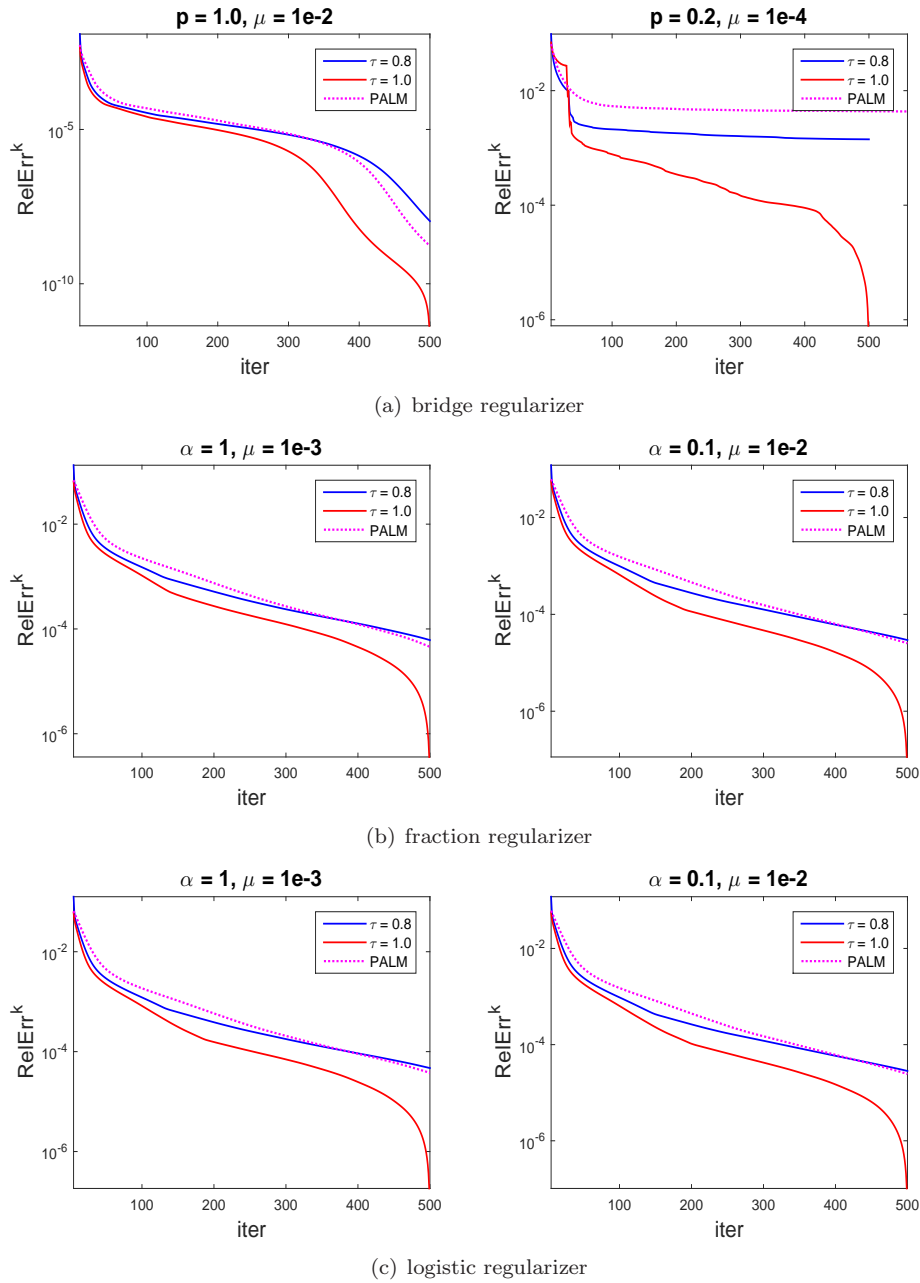 p = 1.0, μ = 1e-2
τ = 0.8
τ = 1.0
PALM
RelErr^k
10^-5
10^-10
100 200 300 400 500
iter
p = 0.2, μ = 1e-4
τ = 0.8
τ = 1.0
PALM
RelErr^k
10^-2
10^-4
10^-6
100 200 300 400 500
iter
(a) bridge regularizer
α = 1, μ = 1e-3
τ = 0.8
τ = 1.0
PALM
RelErr^k
10^-2
10^-4
10^-6
100 200 300 400 500
iter
α = 0.1, μ = 1e-2
τ = 0.8
τ = 1.0
PALM
RelErr^k
10^-2
10^-4
10^-6
100 200 300 400 500
iter
(b) fraction regularizer
α = 1, μ = 1e-3
τ = 0.8
τ = 1.0
PALM
RelErr^k
10^-2
10^-4
10^-6
100 200 300 400 500
iter
α = 0.1, μ = 1e-2
τ = 0.8
τ = 1.0
PALM
RelErr^k
10^-2
10^-4
10^-6
100 200 300 400 500
iter
(c) logistic regularizer